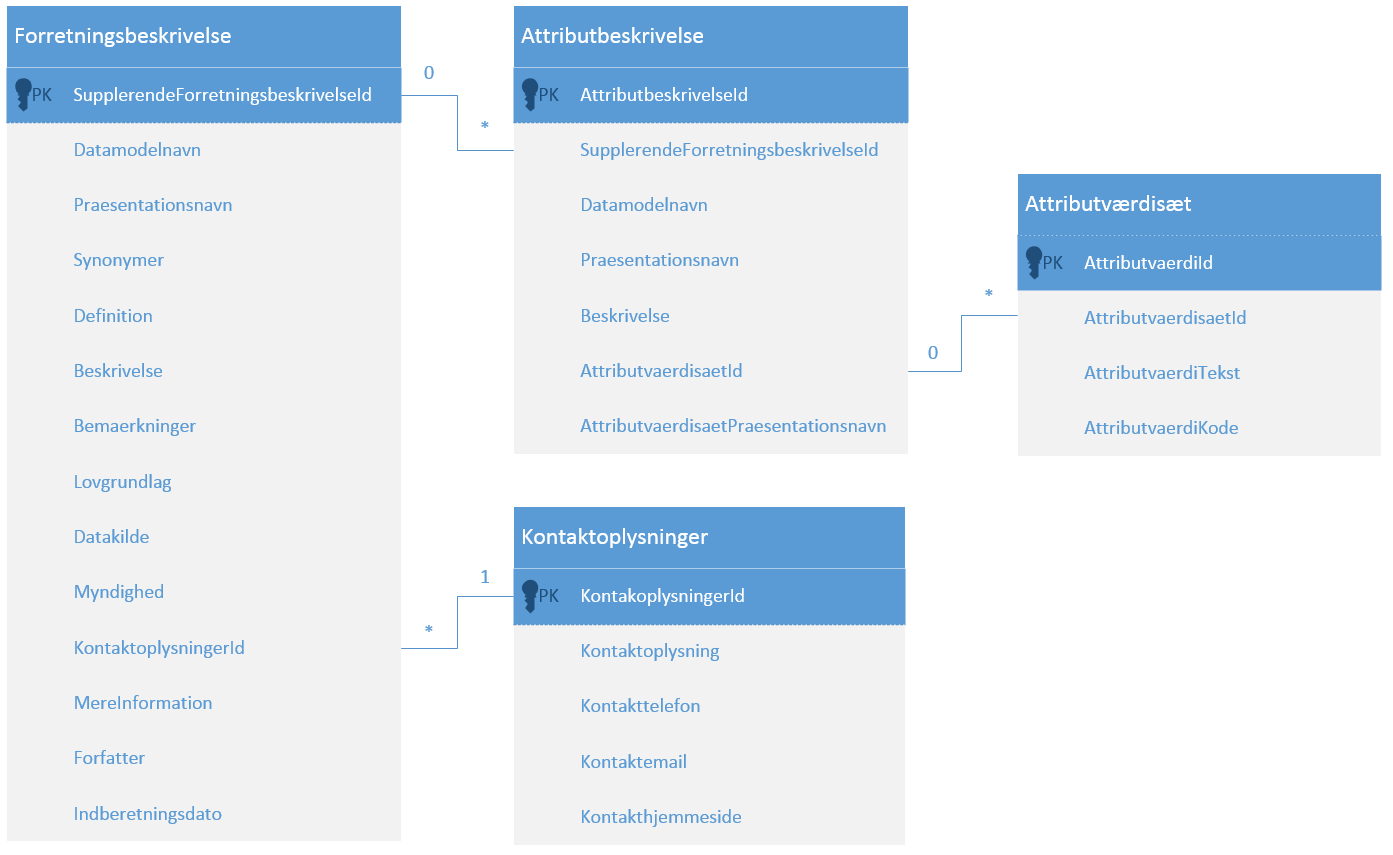 Forretningsbeskrivelse
PK SupplerendeForretningsbeskrivelseId
Datamodelnavn
Praesentationsnavn
Synonymer
Definition
Beskrivelse
Bemaerkninger
Lovgrundlag
Datakilde
Myndighed
KontaktoplysningerId
MereInformation
Forfatter
Indberetningsdato
0
*
*
1
Attributbeskrivelse
PK AttributbeskrivelseId
SupplerendeForretningsbeskrivelseId
Datamodelnavn
Praesentationsnavn
Beskrivelse
AttributvaerdisaetId
AttributvaerdisaetPraesentationsnavn
0
*
Kontaktoplysninger
PK KontakoplysningerId
Kontaktoplysning
Kontakttelefon
Kontaktemail
Kontakthjemmeside
Attributværdisæt
PK AttributvaerdiId
AttributvaerdisaetId
AttributvaerdiTekst
AttributvaerdiKode